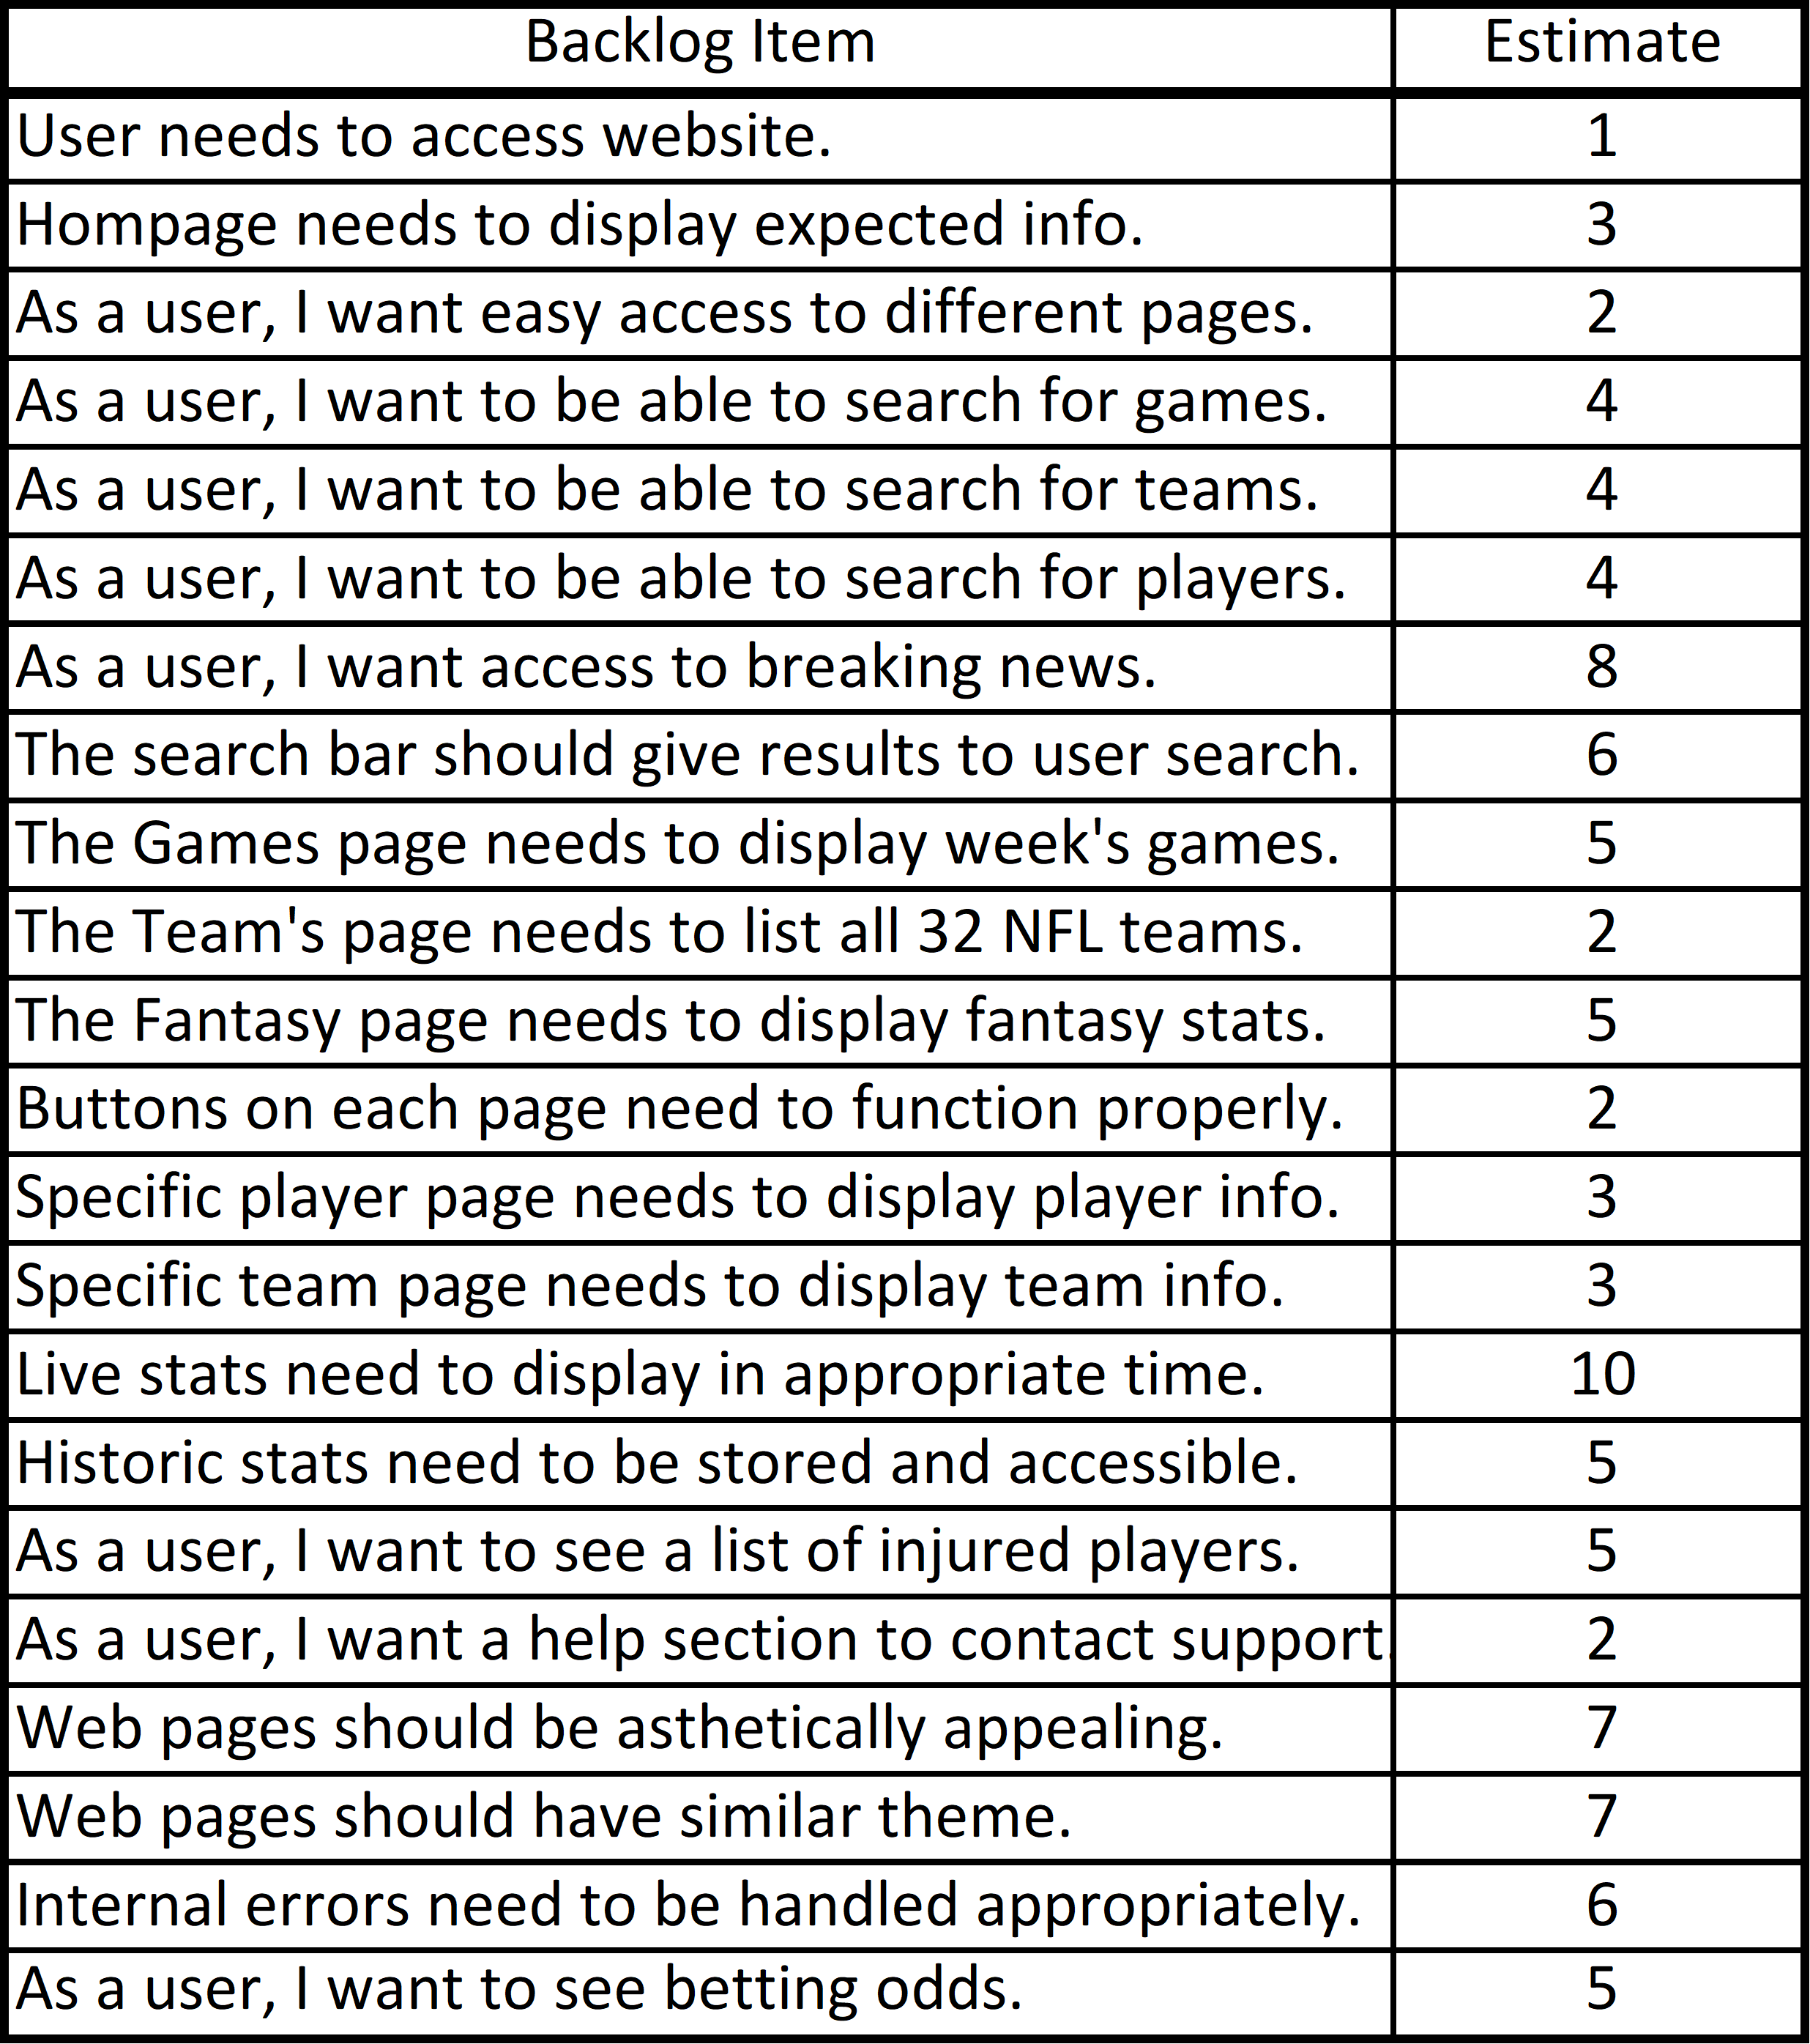 Backlog Item Estimate
User needs to access website. 1
Hompage needs to display expected info. 3
As a user, I want easy access to different pages. 2
As a user, I want to be able to search for games. 4
As a user, I want to be able to search for teams. 4
As a user, I want to be able to search for players. 4
As a user, I want access to breaking news. 8
The search bar should give results to user search. 6
The Games page needs to display week's games. 5
The Team's page needs to list all 32 NFL teams. 2
The Fantasy page needs to display fantasy stats. 5
Buttons on each page need to function properly. 2
Specific player page needs to display player info. 3
Specific team page needs to display team info. 3
Live stats need to display in appropriate time. 10
Historic stats need to be stored and accessible. 5
As a user, I want to see a list of injured players. 5
As a user, I want a help section to contact support. 2
Web pages should be asthetically appealing. 7
Web pages should have similar theme. 7
Internal errors need to be handled appropriately. 6
As a user, I want to see betting odds. 5